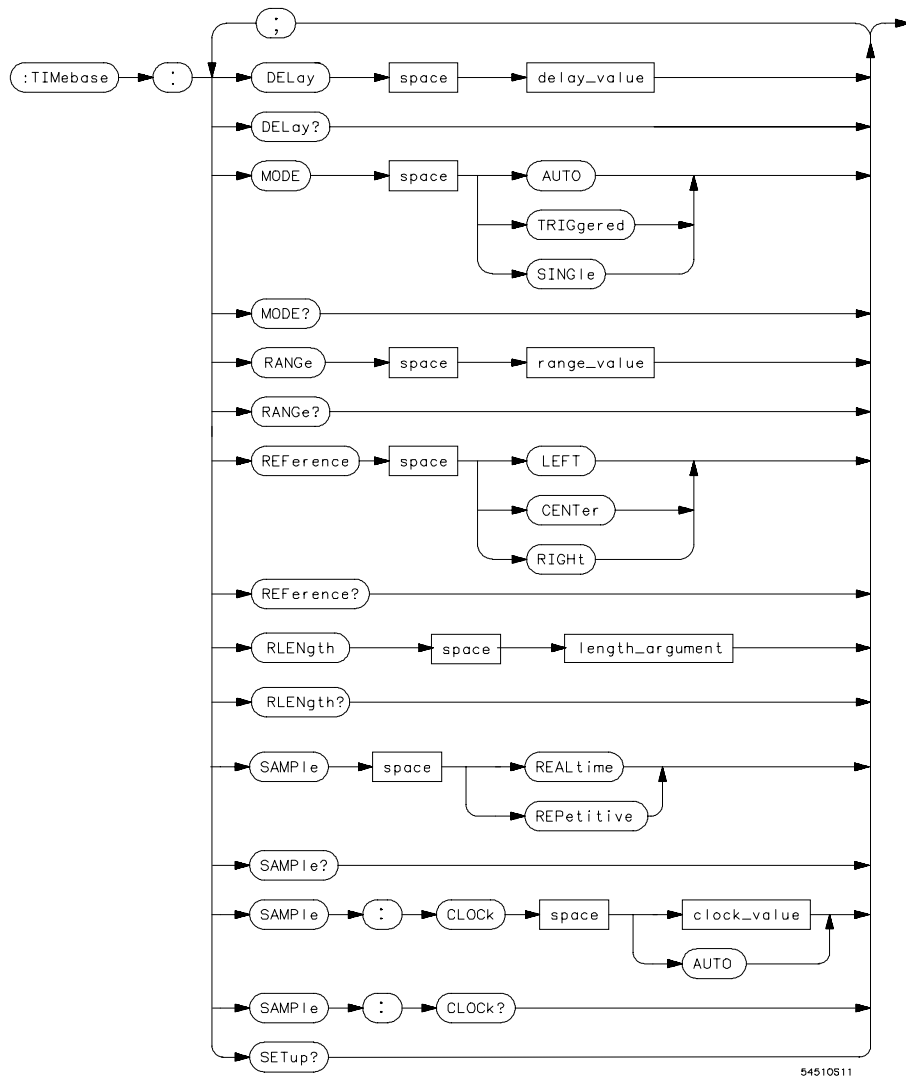 ;
:TIMebase : DELay space delay_value
DELay?
MODE space AUTO
TRIGgered
SINGle
MODE?
RANGe space range_value
RANGe?
REFerence space LEFT
CENTer
RIGHt
REFerence?
RLENgth space length_argument
RLENgth?
SAMPle space REALtime
REPetitive
SAMPle?
SAMPle : CLOCk space clock_value
AUTO
SAMPle : CLOCk?
SETup?
54510S11